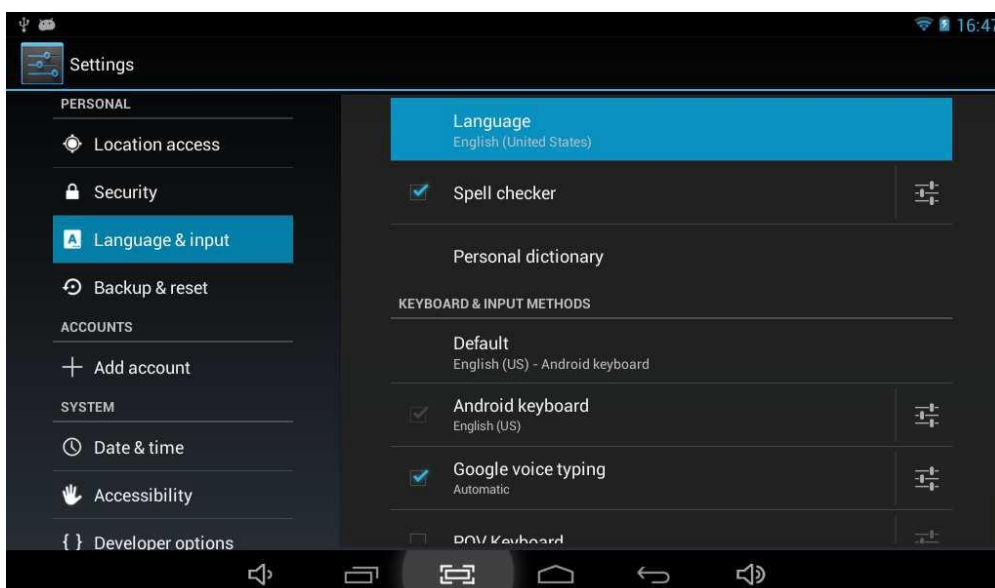 16:47
Settings
PERSONAL
Location access
Security
Language & input
Backup & reset
ACCOUNTS
Add account
SYSTEM
Date & time
Accessibility
{ } Developer options
Language
English (United States)
Spell checker
Personal dictionary
KEYBOARD & INPUT METHODS
Default
English (US) - Android keyboard
Android keyboard
English (US)
Google voice typing
Automatic
POV Keyboard